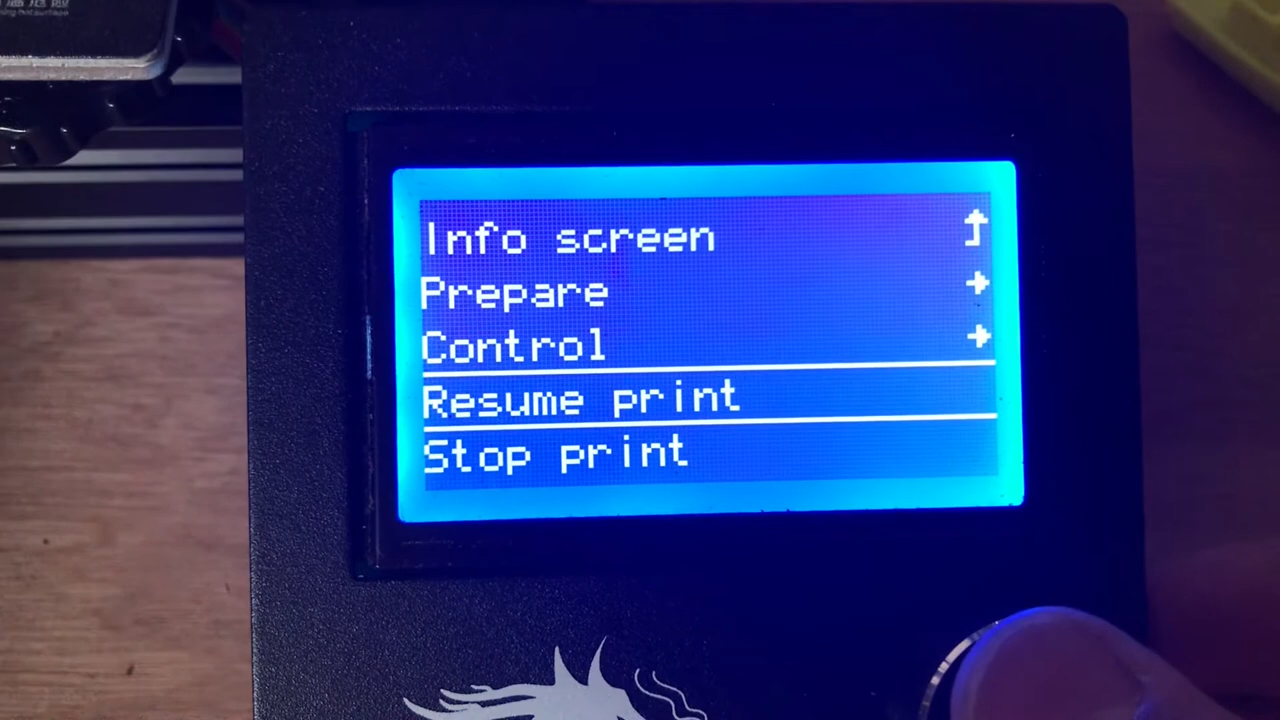 Info screen
Prepare
Control
Resume print
Stop print